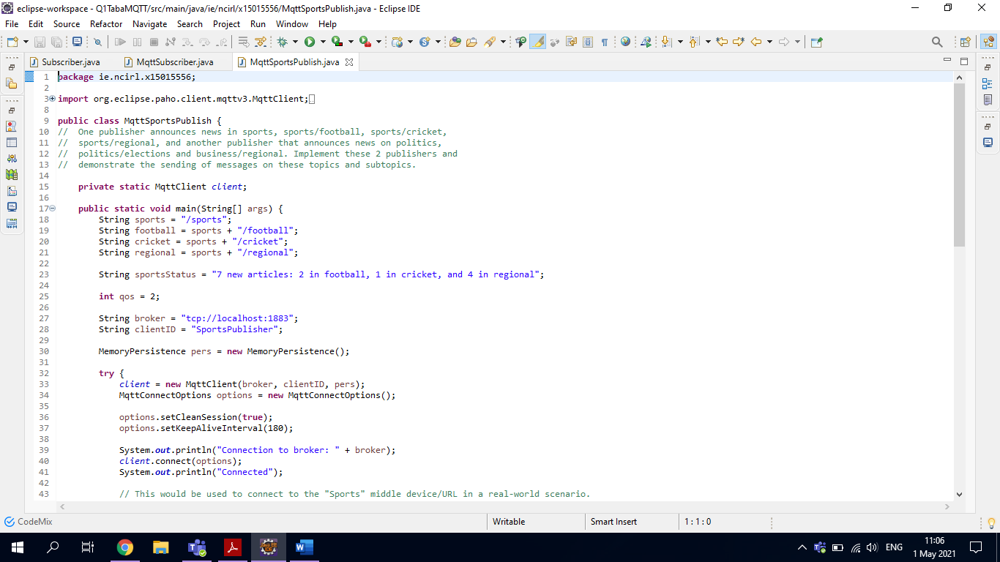 eclipse-workspace - Q1TabaMQTT/src/main/java/ie/ncirl/x15015556/MqttSportsPublish.java - Eclipse IDE
File Edit Source Refactor Navigate Search Project Run Window Help
Subscriber.java MqttSubscriber.java MqttSportsPublish.java
1 package ie.ncirl.x15015556;
2
3 import org.eclipse.paho.client.mqttv3.MqttClient;
8
9 public class MqttSportsPublish {
10 // One publisher announces news in sports, sports/football, sports/cricket,
11 // sports/regional, and another publisher that announces news on politics,
12 // politics/elections and business/regional. Implement these 2 publishers and
13 // demonstrate the sending of messages on these topics and subtopics.
14
15 private static MqttClient client;
16
17 public static void main(String[] args) {
18 String sports = "/sports";
19 String football = sports + "/football";
20 String cricket = sports + "/cricket";
21 String regional = sports + "/regional";
22
23 String sportsStatus = "7 new articles: 2 in football, 1 in cricket, and 4 in regional";
24
25 int qos = 2;
26
27 String broker = "tcp://localhost:1883";
28 String clientID = "SportsPublisher";
29
30 MemoryPersistence pers = new MemoryPersistence();
31
32 try {
33 client = new MqttClient(broker, clientID, pers);
34 MqttConnectOptions options = new MqttConnectOptions();
35
36 options.setCleanSession(true);
37 options.setKeepAliveInterval(180);
38
39 System.out.println("Connection to broker: " + broker);
40 client.connect(options);
41 System.out.println("Connected");
42
43 // This would be used to connect to the "Sports" middle device/URL in a real-world scenario.
CodeMix Writable Smart Insert 1 : 1 : 0
ENG 11:06
1 May 2021